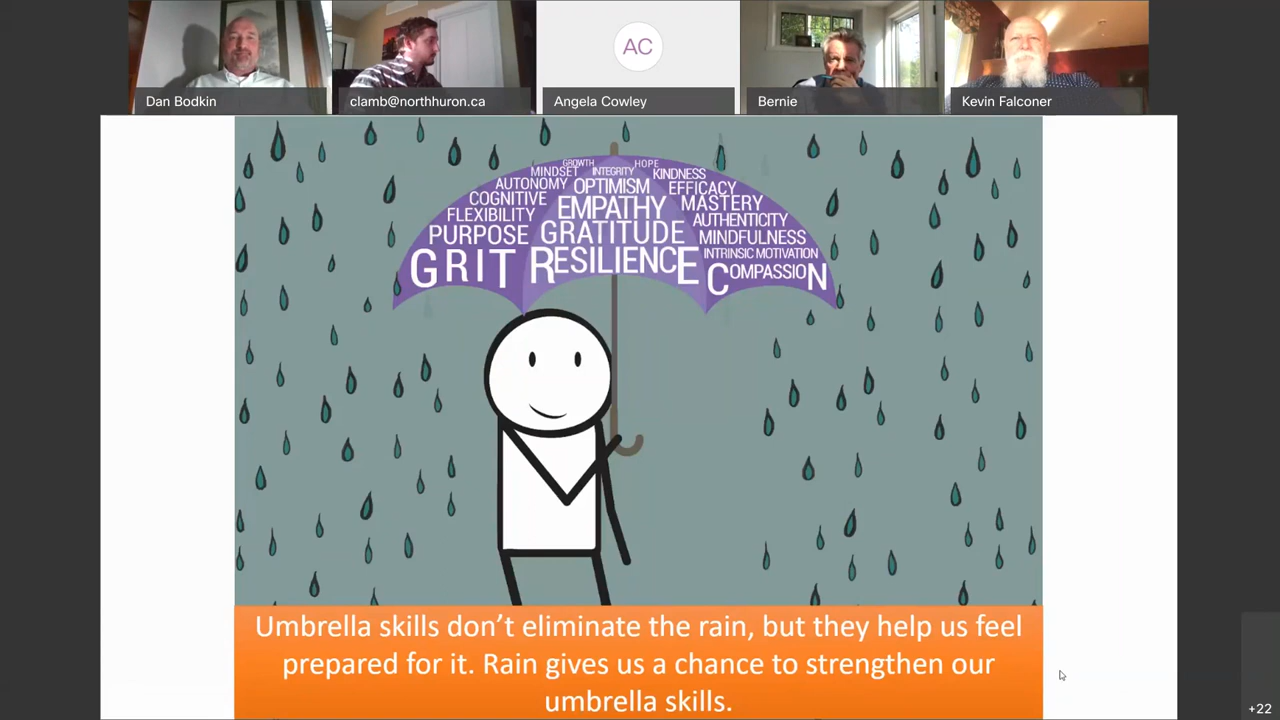 AC
Dan Bodkin
clamb@northhuron.ca
Angela Cowley
Bernie
Kevin Falconer
GROWTH
MINDSET
AUTONOMY
COGNITIVE
FLEXIBILITY
PURPOSE
GRIT
INTEGRITY
OPTIMISM
EMPATHY
GRATITUDE
RESILIENCE
HOPE
KINDNESS
EFFICACY
MASTERY
AUTHENTICITY
MINDFULNESS
INTRINSIC MOTIVATION
COMPASSION
Umbrella skills don’t eliminate the rain, but they help us feel
prepared for it. Rain gives us a chance to strengthen our
umbrella skills.
+22